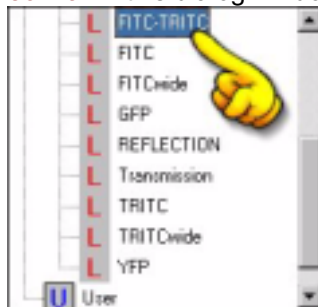 L FITC-TRITC
L FITC
L FITCwide
L GFP
L REFLECTION
L Transmission
L TRITC
L TRITCwide
L YFP
U User